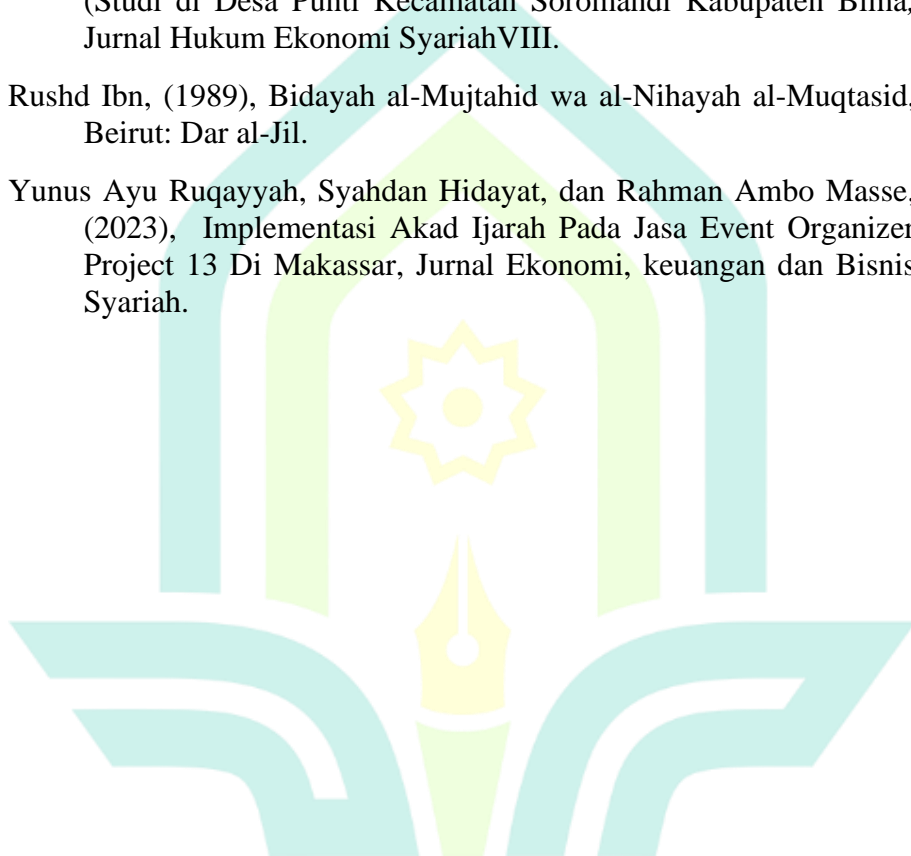 (Studi di Desa Punti Kecamatan Soromandi Kabupaten Bima,
Jurnal Hukum Ekonomi SyariahVIII.
Rushd Ibn, (1989), Bidayah al-Mujtahid wa al-Nihayah al-Muqtasid,
Beirut: Dar al-Jil.
Yunus Ayu Ruqayyah, Syahdan Hidayat, dan Rahman Ambo Masse,
(2023), Implementasi Akad Ijarah Pada Jasa Event Organizer
Project 13 Di Makassar, Jurnal Ekonomi, keuangan dan Bisnis
Syariah.